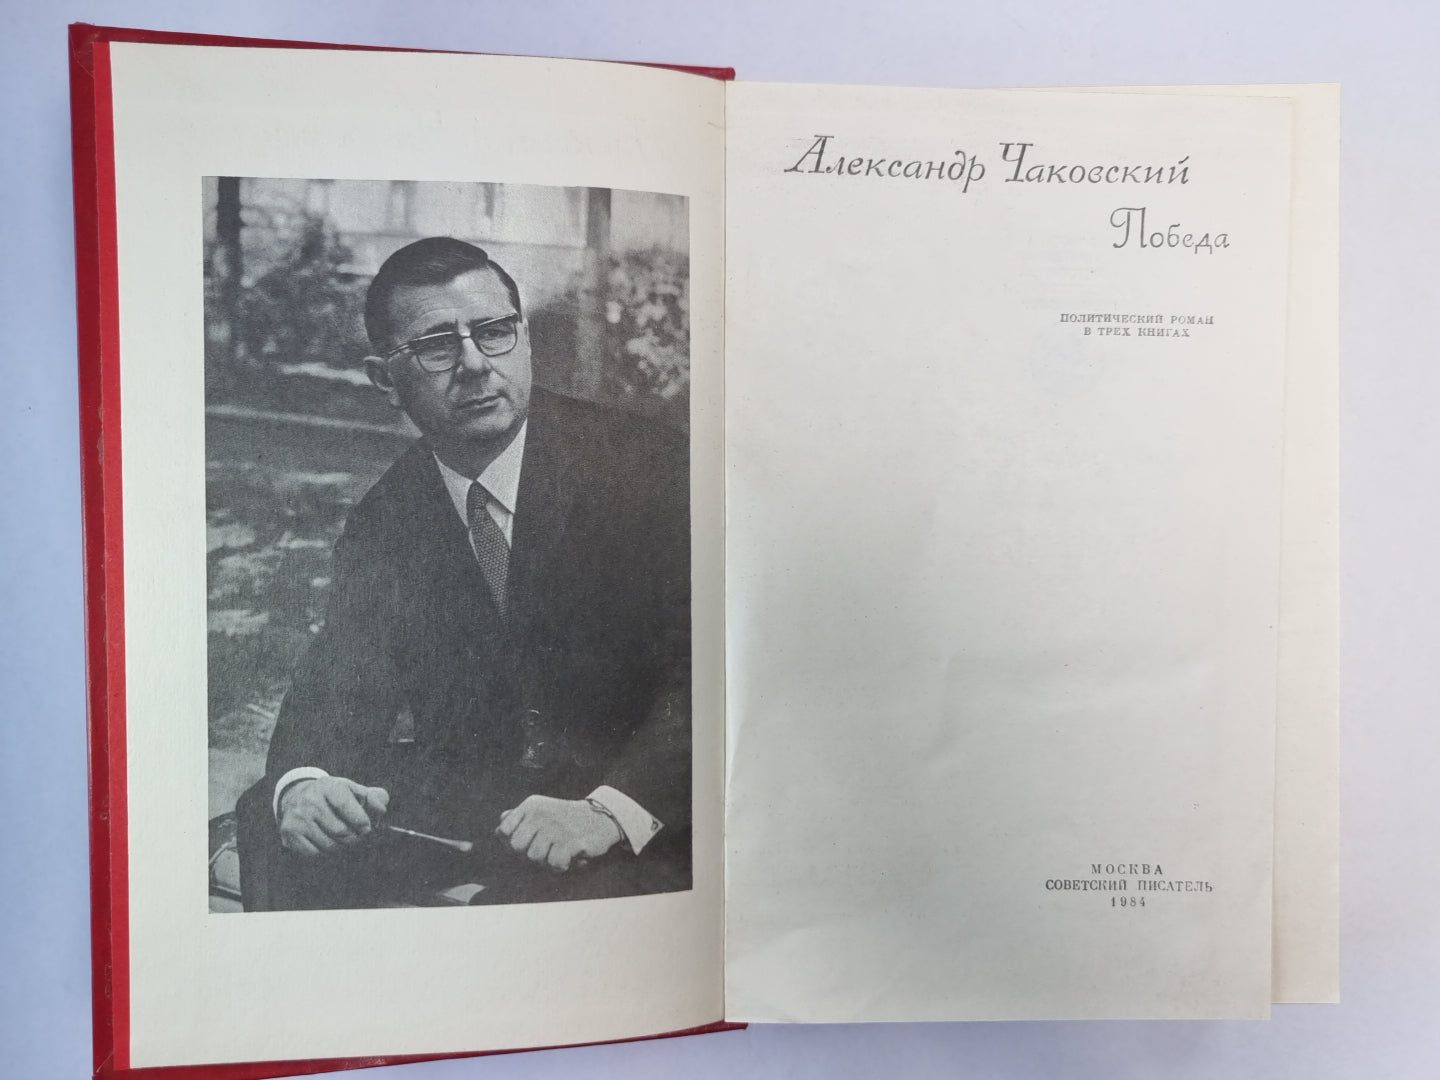 Александр Чаковский
Победа
ПОЛИТИЧЕСКИЙ РОМАН
В ТРЕХ КНИГАХ
МОСКВА
СОВЕТСКИЙ ПИСАТЕЛЬ
1984